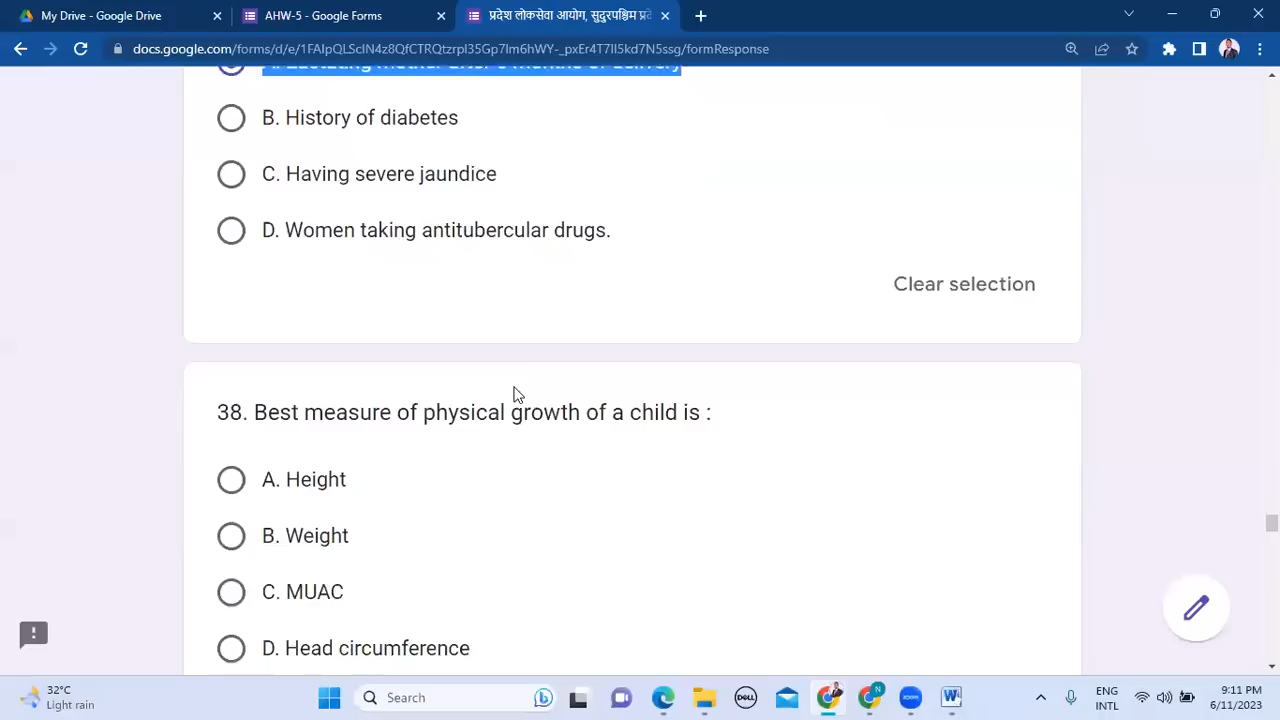 My Drive - Google Drive
AHW-5 - Google Forms
प्रदेश लोकसेवा आयोग, सुदुरपश्चिम प्रदे
docs.google.com/forms/d/e/
/formResponse
B. History of diabetes
C. Having severe jaundice
D. Women taking antitubercular drugs.
Clear selection
38. Best measure of physical growth of a child is :
A. Height
B. Weight
C. MUAC
D. Head circumference
32°C
Light rain
Search
DELL
zoom
N
W
ENG
INTL
9:11 PM
6/11/2023